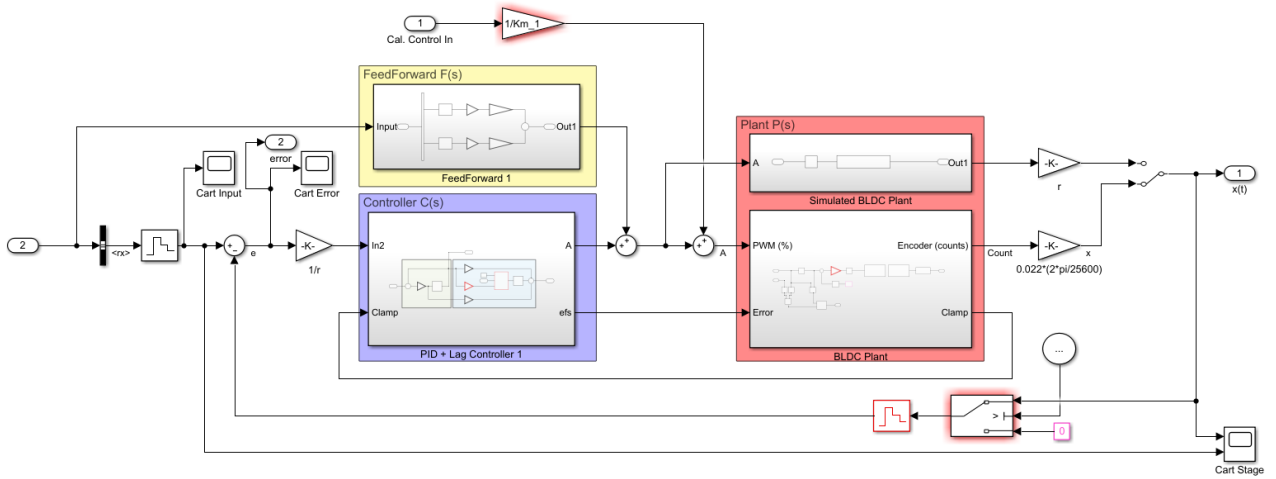 1
Cal. Control In
1/Km_1
FeedForward F(s)
Input
Out1
FeedForward 1
2
error
Cart Input
Cart Error
Controller C(s)
In2
A
Clamp
efs
PID + Lag Controller 1
2
<rx>
+
−
e
-K-
1/r
+
+
+
+
A
Plant P(s)
A
Out1
Simulated BLDC Plant
PWM (%)
Encoder (counts)
Error
Clamp
BLDC Plant
-K-
r
Count
-K-
x
0.022*(2*pi/25600)
1
x(t)
...
>
0
Cart Stage